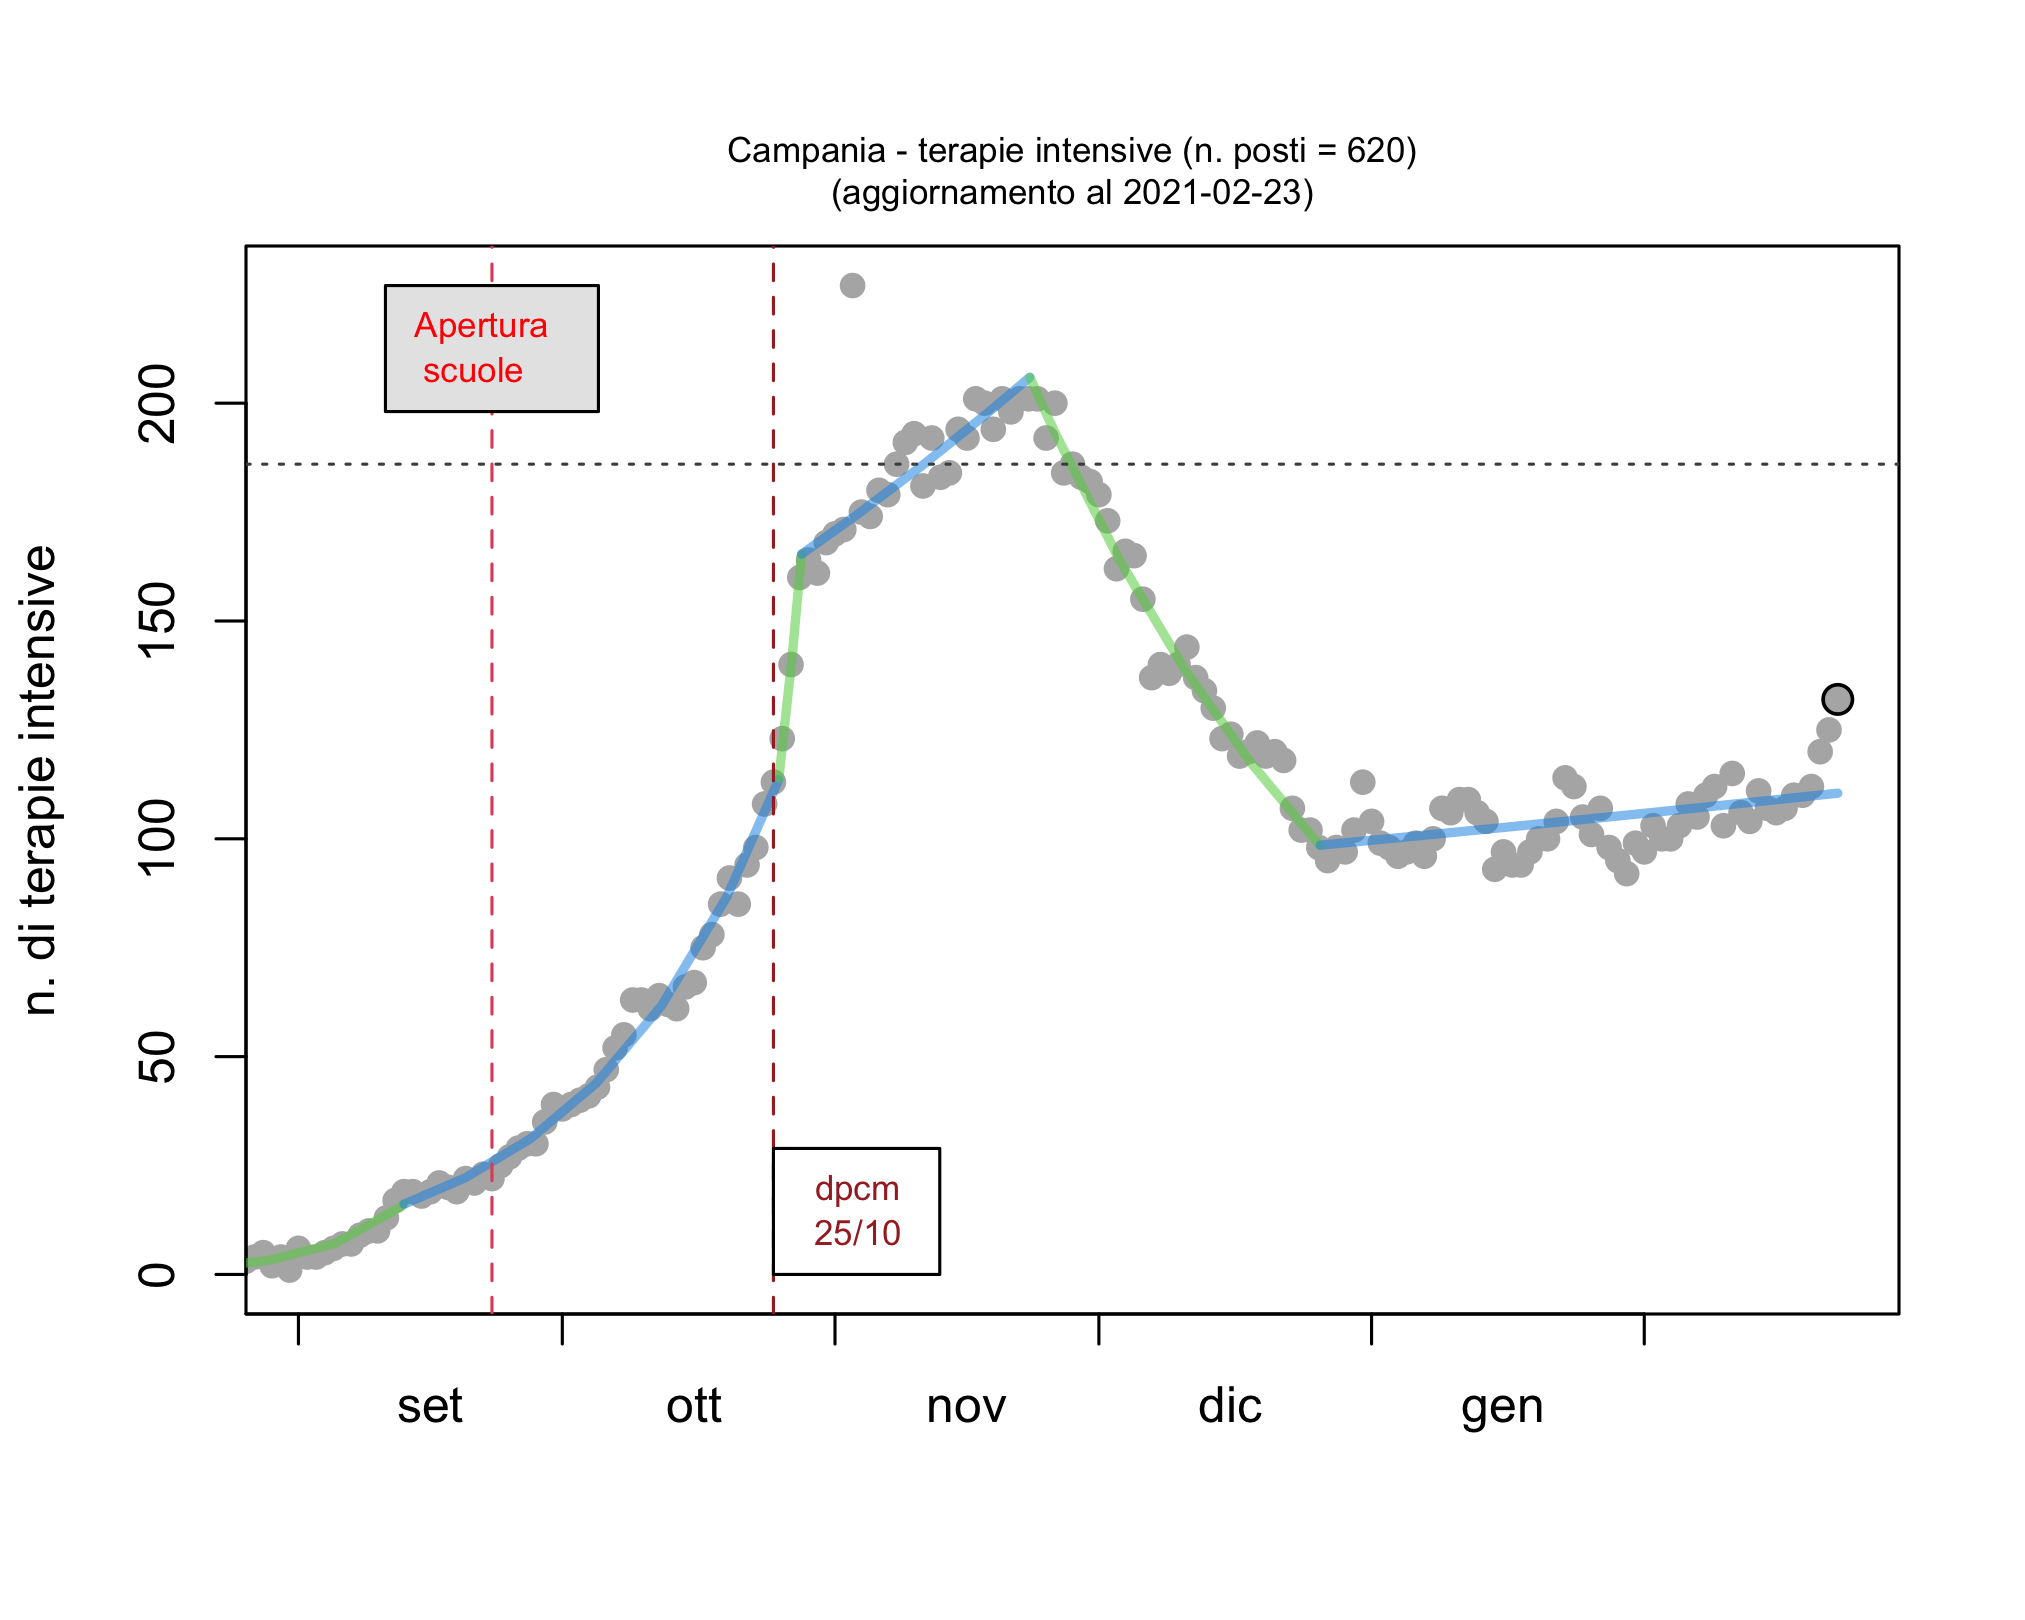 Campania - terapie intensive (n. posti = 620)
(aggiornamento al 2021-02-23)
n. di terapie intensive
200
150
100
50
0
Apertura
scuole
dpcm
25/10
set
ott
nov
dic
gen